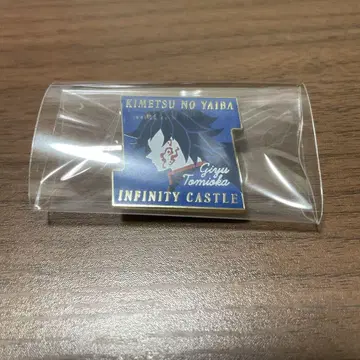 KIMETSU NO YAIBA
Giyu
Tomioka
INFINITY CASTLE